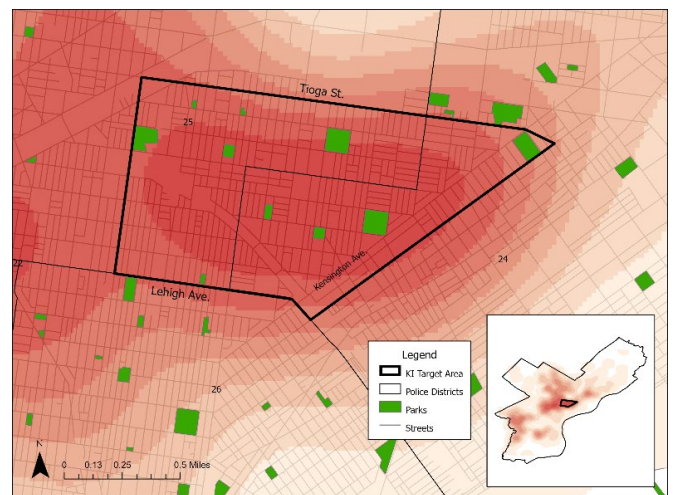 Tioga St.
25
Kensington Ave.
24
22
Lehigh Ave.
26
Legend
KI Target Area
Police Districts
Parks
Streets
N
0 0.13 0.25 0.5 Miles